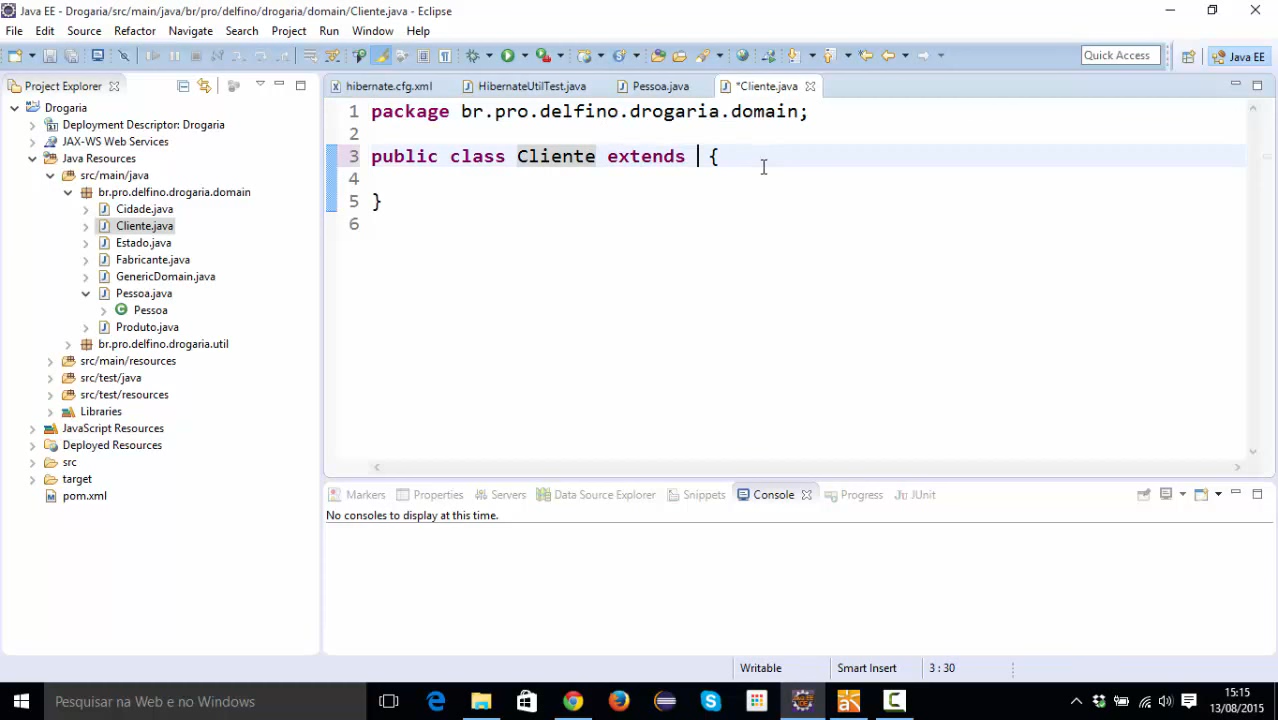 Java EE - Drogaria/src/main/java/br/pro/delfino/drogaria/domain/Cliente.java - Eclipse
File Edit Source Refactor Navigate Search Project Run Window Help
Quick Access
Java EE
Project Explorer
hibernate.cfg.xml
HibernateUtilTest.java
Pessoa.java
*Cliente.java
Drogaria
Deployment Descriptor: Drogaria
JAX-WS Web Services
Java Resources
src/main/java
br.pro.delfino.drogaria.domain
Cidade.java
Cliente.java
Estado.java
Fabricante.java
GenericDomain.java
Pessoa.java
Pessoa
Produto.java
br.pro.delfino.drogaria.util
src/main/resources
src/test/java
src/test/resources
Libraries
JavaScript Resources
Deployed Resources
src
target
pom.xml
1 package br.pro.delfino.drogaria.domain;
2
3 public class Cliente extends {
4
5 }
6
Markers Properties Servers Data Source Explorer Snippets Console Progress JUnit
No consoles to display at this time.
Writable Smart Insert 3 : 30
Pesquisar na Web e no Windows
15:15
13/08/2015